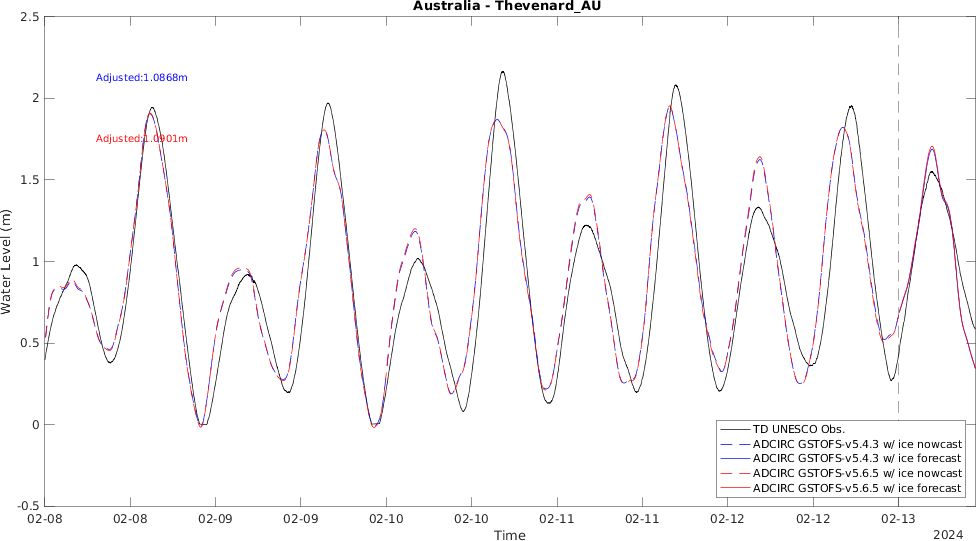 Australia - Thevenard_AU
2.5
2
1.5
1
0.5
0
-0.5
Water Level (m)
Adjusted:1.0868m
Adjusted:1.0901m
TD UNESCO Obs.
ADCIRC GSTOFS-v5.4.3 w/ ice nowcast
ADCIRC GSTOFS-v5.4.3 w/ ice forecast
ADCIRC GSTOFS-v5.6.5 w/ ice nowcast
ADCIRC GSTOFS-v5.6.5 w/ ice forecast
02-08 02-08 02-09 02-09 02-10 02-10 02-11 02-11 02-12 02-12 02-13
Time
2024